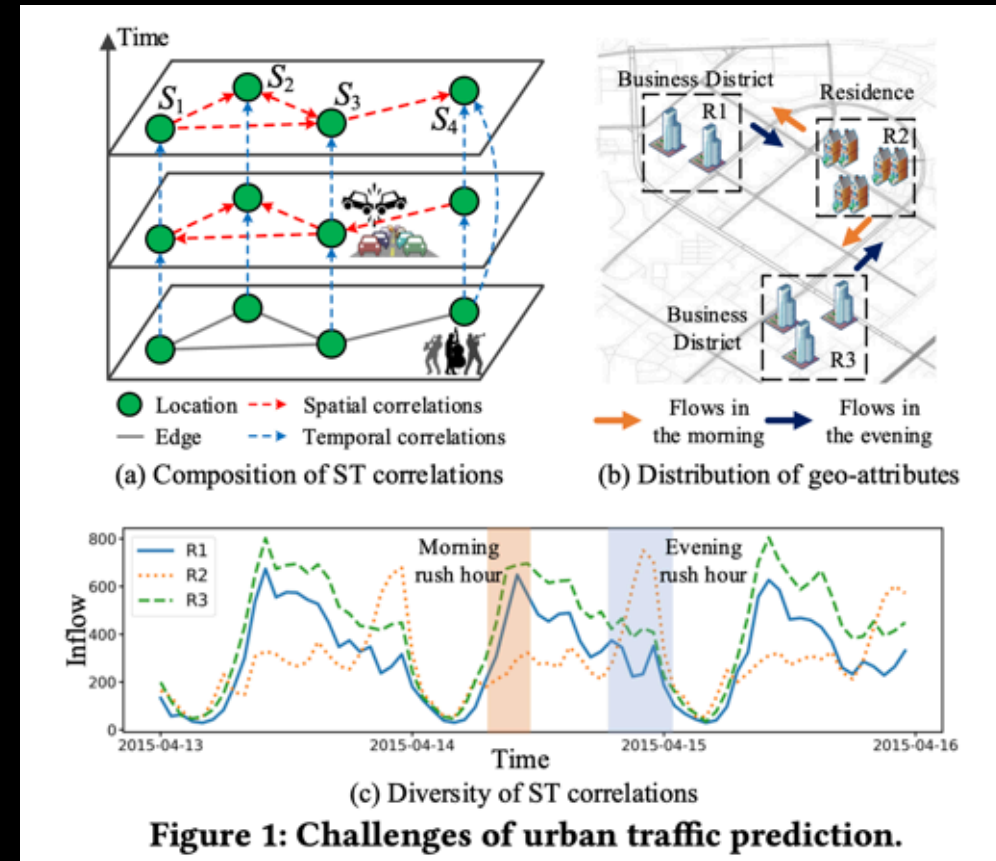 Time
S1
S2
S3
S4
Location
Spatial correlations
Edge
Temporal correlations
(a) Composition of ST correlations
Business District
R1
Residence
R2
Business
District
R3
Flows in
the morning
Flows in
the evening
(b) Distribution of geo-attributes
800
600
400
200
0
Inflow
R1
R2
R3
Morning
rush hour
Evening
rush hour
2015-04-13
2015-04-14
2015-04-15
2015-04-16
Time
(c) Diversity of ST correlations
Figure 1: Challenges of urban traffic prediction.